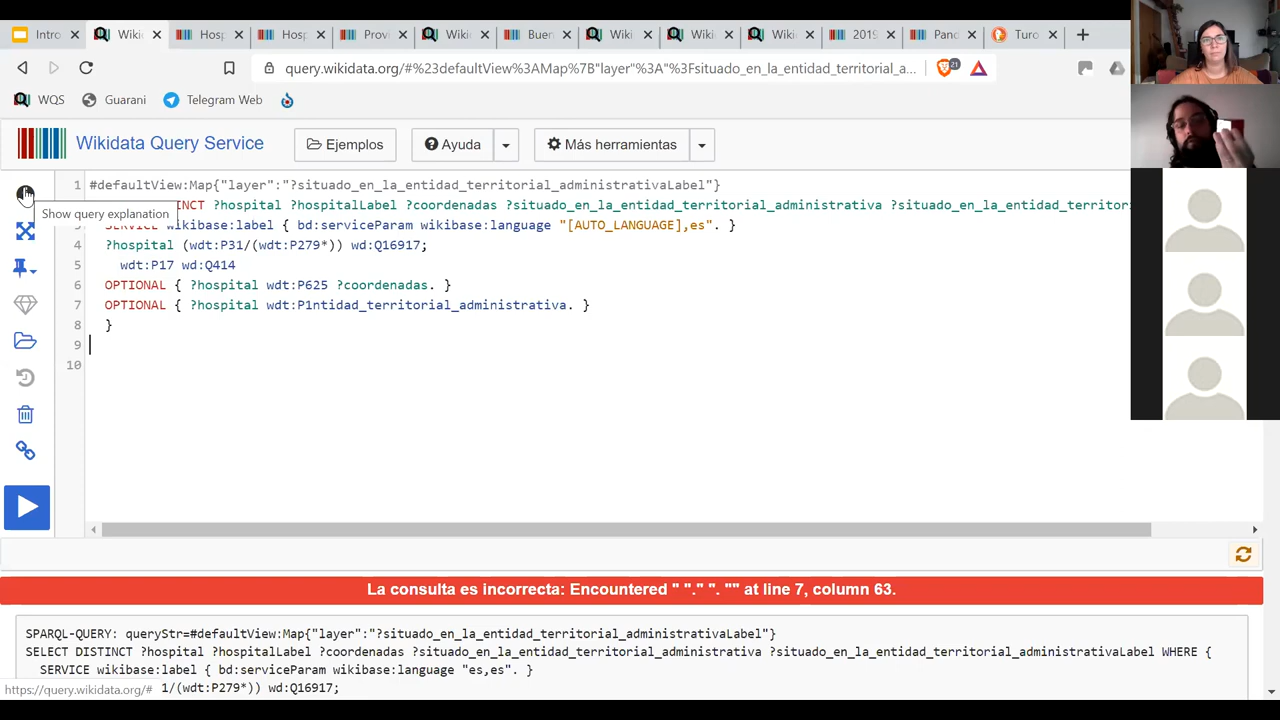 Intro
Wiki
Hosp
Hosp
Provi
Wiki
Buen
Wiki
Wiki
Wiki
2019
Pand
Turo
query.wikidata.org/#%23defaultView%3AMap%7B"layer"%3A"%3Fsituado_en_la_entidad_territorial_a...
21
WQS
Guarani
Telegram Web
Wikidata Query Service
Ejemplos
Ayuda
Más herramientas
Show query explanation
1 #defaultView:Map{"layer":"?situado_en_la_entidad_territorial_administrativaLabel"}
NCT ?hospital ?hospitalLabel ?coordenadas ?situado_en_la_entidad_territorial_administrativa ?situado_en_la_entidad_territori
3 SERVICE wikibase:label { bd:serviceParam wikibase:language "[AUTO_LANGUAGE],es". }
4 ?hospital (wdt:P31/(wdt:P279*)) wd:Q16917;
5 wdt:P17 wd:Q414
6 OPTIONAL { ?hospital wdt:P625 ?coordenadas. }
7 OPTIONAL { ?hospital wdt:P1ntidad_territorial_administrativa. }
8 }
9
10
La consulta es incorrecta: Encountered " "." ". "" at line 7, column 63.
SPARQL-QUERY: queryStr=#defaultView:Map{"layer":"?situado_en_la_entidad_territorial_administrativaLabel"}
SELECT DISTINCT ?hospital ?hospitalLabel ?coordenadas ?situado_en_la_entidad_territorial_administrativa ?situado_en_la_entidad_territorial_administrativaLabel WHERE {
SERVICE wikibase:label { bd:serviceParam wikibase:language "es,es". }
https://query.wikidata.org/# 1/(wdt:P279*)) wd:Q16917;